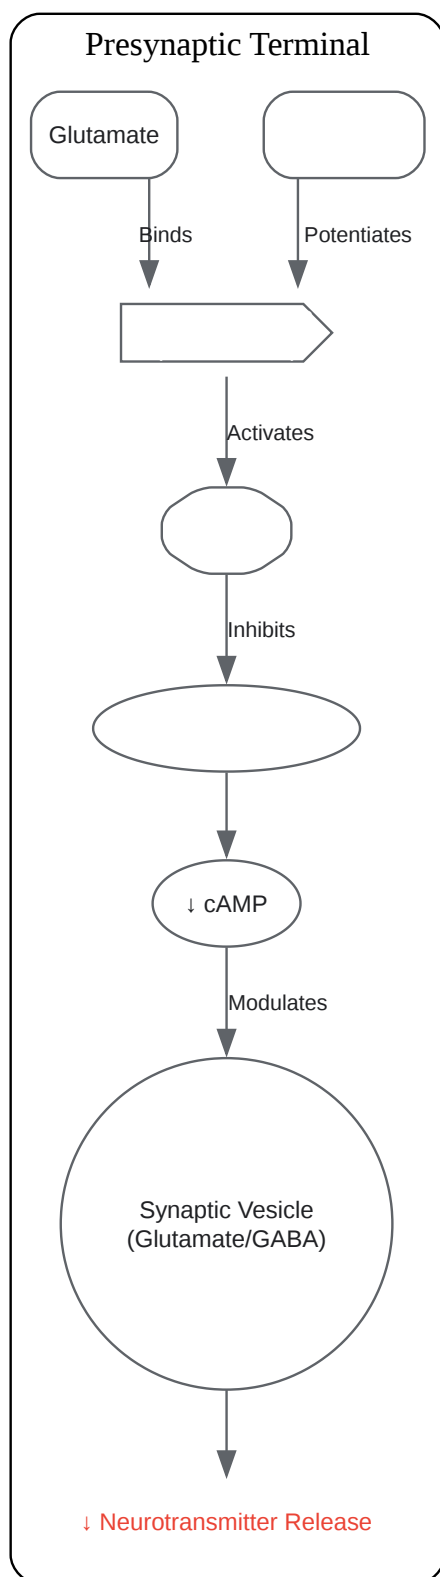 Presynaptic Terminal
Glutamate
Binds
Potentiates
Activates
Inhibits
↓ cAMP
Modulates
Synaptic Vesicle
(Glutamate/GABA)
↓ Neurotransmitter Release